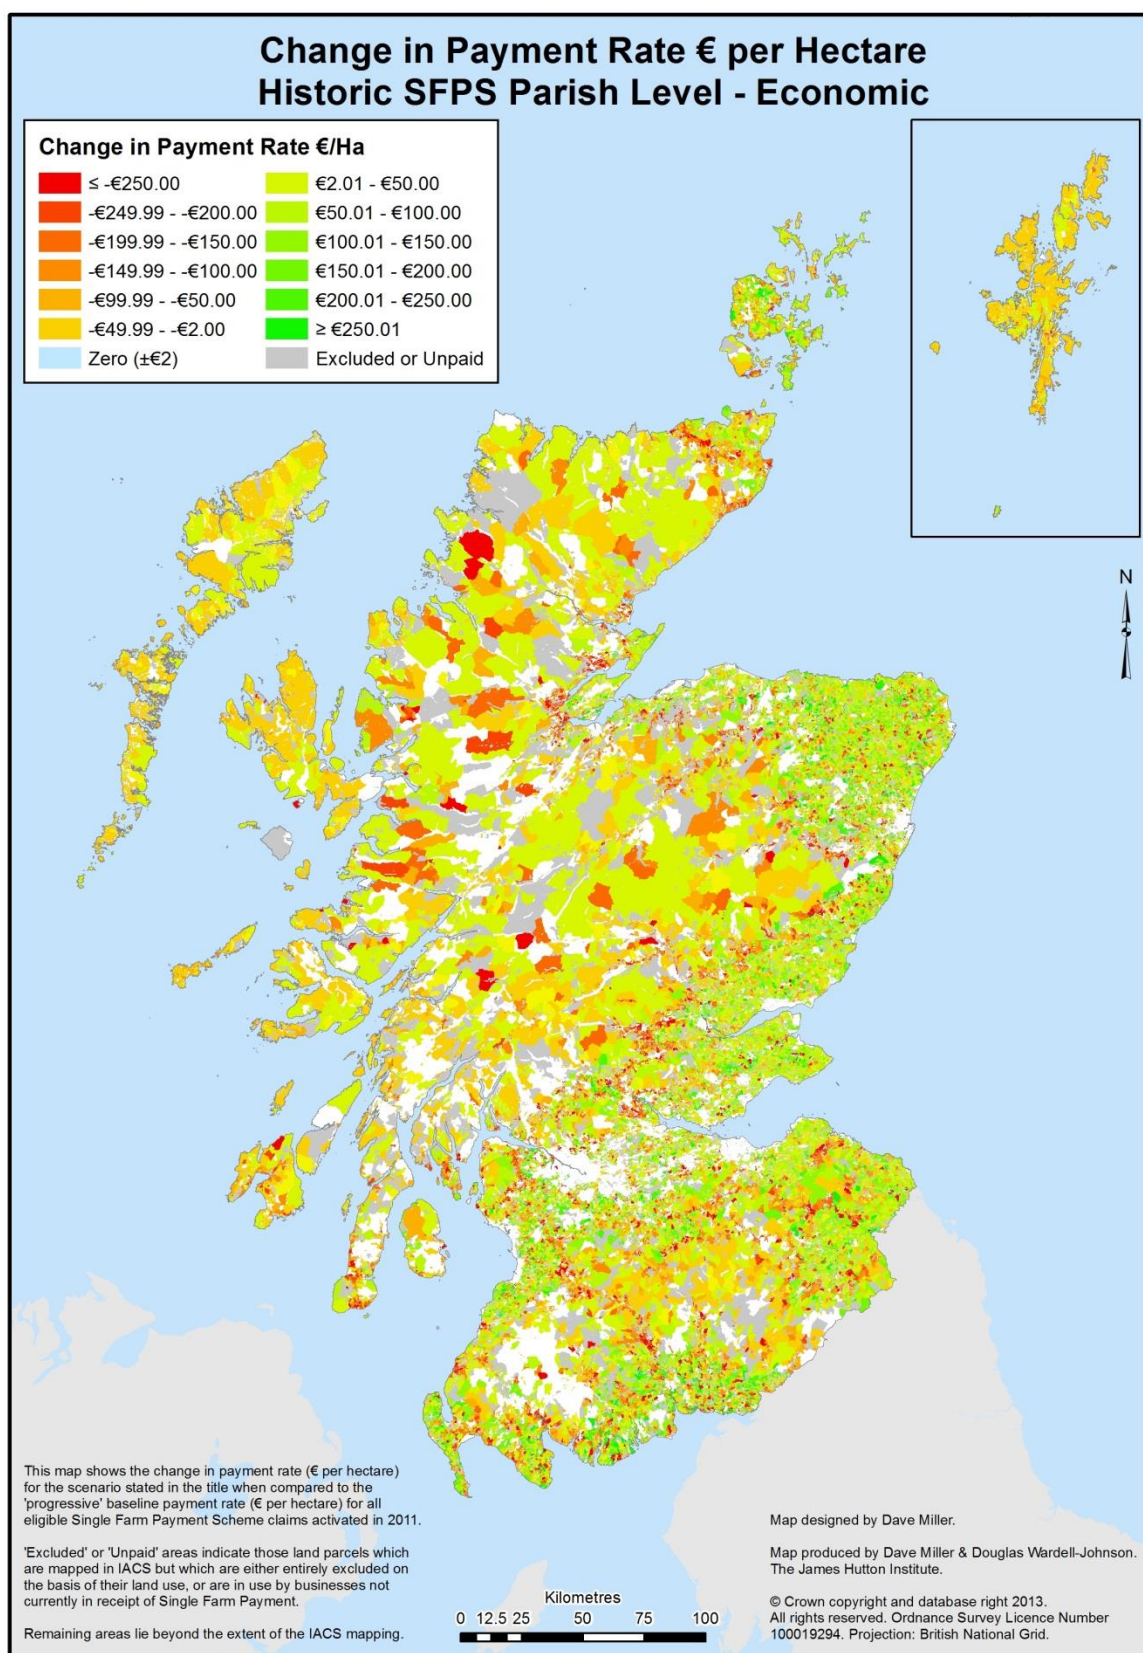 Change in Payment Rate € per Hectare
Historic SFPS Parish Level - Economic
Change in Payment Rate €/Ha
≤ -€250.00
-€249.99 - -€200.00
-€199.99 - -€150.00
-€149.99 - -€100.00
-€99.99 - -€50.00
-€49.99 - -€2.00
Zero (±€2)
€2.01 - €50.00
€50.01 - €100.00
€100.01 - €150.00
€150.01 - €200.00
€200.01 - €250.00
≥ €250.01
Excluded or Unpaid
N
This map shows the change in payment rate (€ per hectare)
for the scenario stated in the title when compared to the
'progressive' baseline payment rate (€ per hectare) for all
eligible Single Farm Payment Scheme claims activated in 2011.
'Excluded' or 'Unpaid' areas indicate those land parcels which
are mapped in IACS but which are either entirely excluded on
the basis of their land use, or are in use by businesses not
currently in receipt of Single Farm Payment.
Remaining areas lie beyond the extent of the IACS mapping.
Kilometres
0 12.5 25 50 75 100
Map designed by Dave Miller.
Map produced by Dave Miller & Douglas Wardell-Johnson.
The James Hutton Institute.
© Crown copyright and database right 2013.
All rights reserved. Ordnance Survey Licence Number
100019294. Projection: British National Grid.